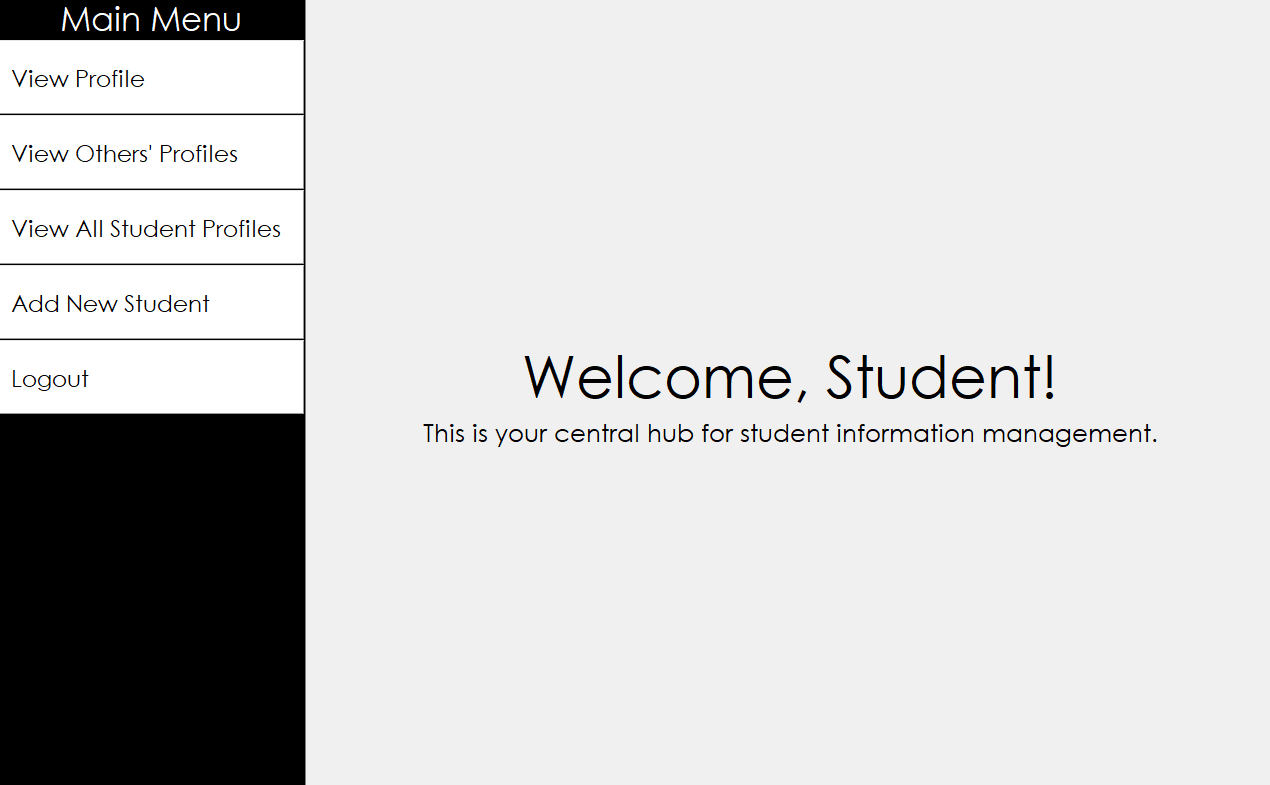 Main Menu
View Profile
View Others' Profiles
View All Student Profiles
Add New Student
Logout
Welcome, Student!
This is your central hub for student information management.